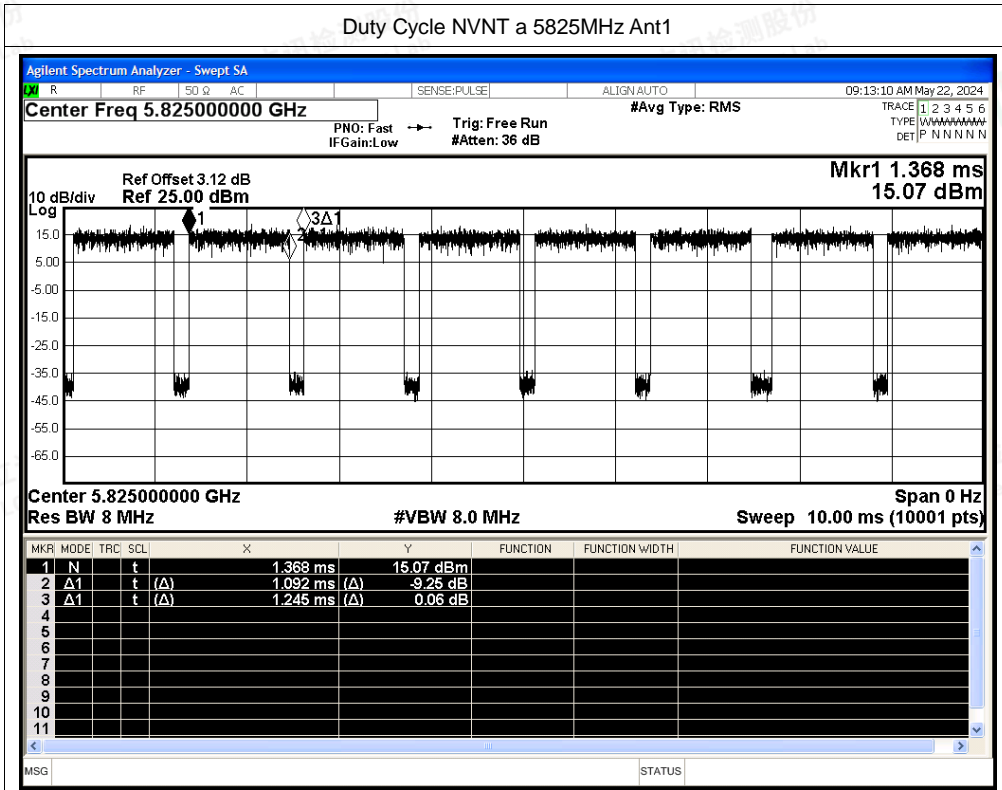 Duty Cycle NVNT a 5825MHz Ant1
Agilent Spectrum Analyzer - Swept SA
LXI R RF 50 Ω AC SENSE:PULSE ALIGN AUTO 09:13:10 AM May 22, 2024
Center Freq 5.825000000 GHz #Avg Type: RMS TRACE 1 2 3 4 5 6
PNO: Fast Trig: Free Run TYPE WWWWWW
IFGain:Low #Atten: 36 dB DET P N N N N N
Mkr1 1.368 ms
Ref Offset 3.12 dB
10 dB/div Ref 25.00 dBm 15.07 dBm
Log
1 3Δ1
15.0
5.00
-5.00
-15.0
-25.0
-35.0
-45.0
-55.0
-65.0
Center 5.825000000 GHz Span 0 Hz
Res BW 8 MHz #VBW 8.0 MHz Sweep 10.00 ms (10001 pts)
MKR MODE TRC SCL X Y FUNCTION FUNCTION WIDTH FUNCTION VALUE
1 N t 1.368 ms 15.07 dBm
2 Δ1 t (Δ) 1.092 ms (Δ) -9.25 dB
3 Δ1 t (Δ) 1.245 ms (Δ) 0.06 dB
4
5
6
7
8
9
10
11
MSG STATUS